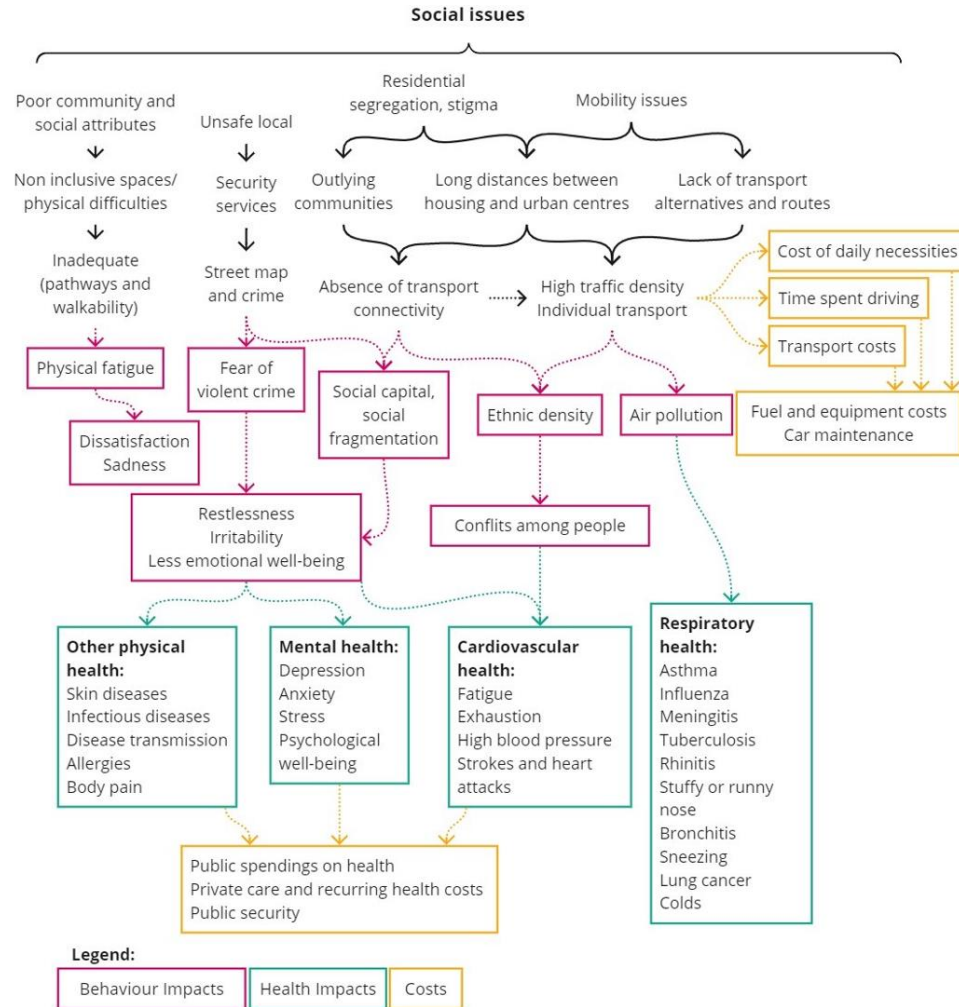 Social issues
Poor community and
social attributes
Unsafe local
Residential
segregation, stigma
Mobility issues
Non inclusive spaces/
physical difficulties
Security
services
Outlying
communities
Long distances between
housing and urban centres
Lack of transport
alternatives and routes
Inadequate
(pathways and
walkability)
Street map
and crime
Absence of transport
connectivity
High traffic density
Individual transport
Cost of daily necessities
Time spent driving
Transport costs
Physical fatigue
Fear of
violent crime
Social capital,
social
fragmentation
Ethnic density
Air pollution
Fuel and equipment costs
Car maintenance
Dissatisfaction
Sadness
Restlessness
Irritability
Less emotional well-being
Conflits among people
Other physical
health:
Skin diseases
Infectious diseases
Disease transmission
Allergies
Body pain
Mental health:
Depression
Anxiety
Stress
Psychological
well-being
Cardiovascular
health:
Fatigue
Exhaustion
High blood pressure
Strokes and heart
attacks
Respiratory
health:
Asthma
Influenza
Meningitis
Tuberculosis
Rhinitis
Stuffy or runny
nose
Bronchitis
Sneezing
Lung cancer
Colds
Public spendings on health
Private care and recurring health costs
Public security
Legend:
Behaviour Impacts
Health Impacts
Costs